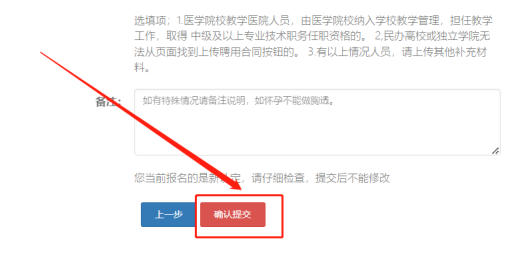 选填项；1.医学院校教学医院人员，由医学院校纳入学校教学管理，担任教学
工作，取得 中级及以上专业技术职务任职资格的。 2,民办高校或独立学院无
法从页面找到上传聘用合同按钮的。 3.有以上情况人员，请上传其他补充材
料。
备注：
如有特殊情况请备注说明，如怀孕不能做胸透。
您当前报名的是新认定，请仔细检查，提交后不能修改
上一步
确认提交